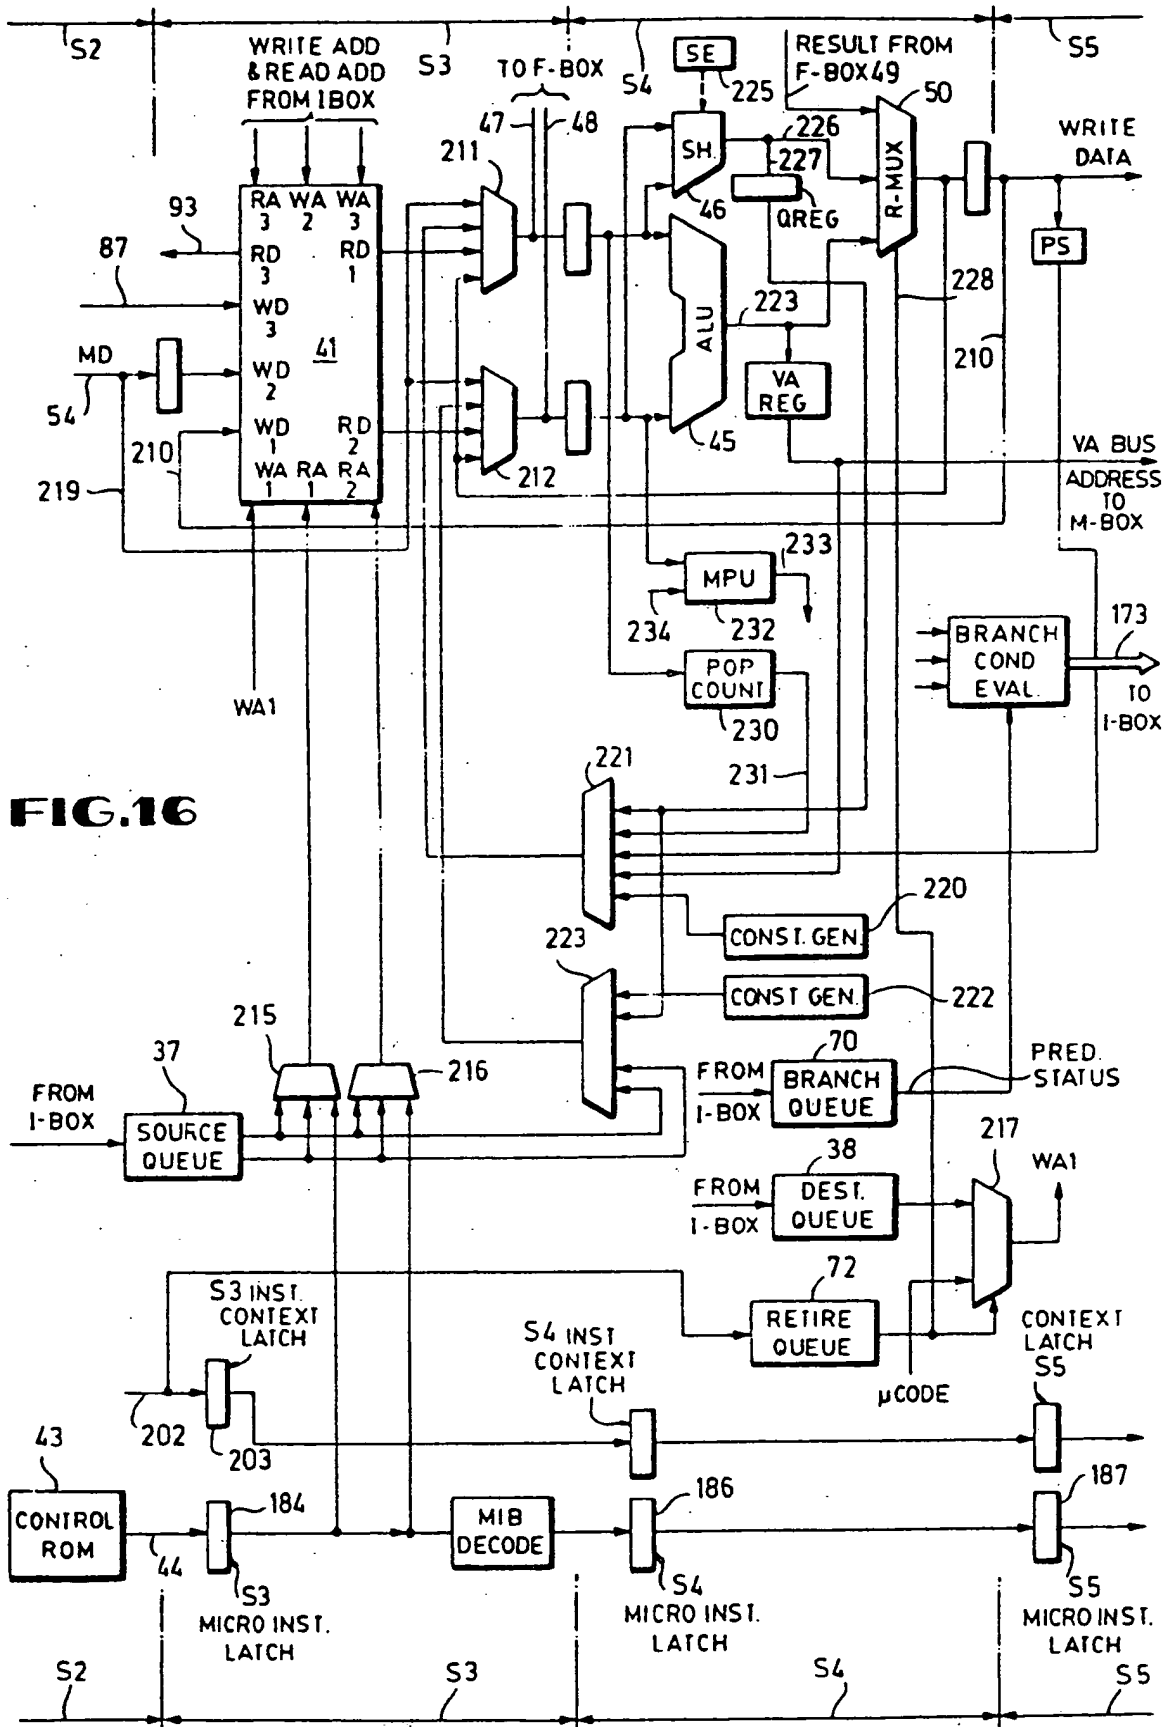 S2
S3
S4
S5
WRITE ADD
& READ ADD
FROM IBOX
TO F-BOX
47
48
SE
225
RESULT FROM
F-BOX 49
50
WRITE
DATA
211
SH.
46
226
227
QREG
R-MUX
PS
RA WA WA
3 2 3
93
RD RD
3 1
87
WD
3
41
MD
54
WD
2
WD RD
1 2
WA RA RA
1 1 2
210
219
212
ALU
45
223
VA
REG
228
210
VA BUS
ADDRESS
TO
M-BOX
WA1
MPU
232
233
234
POP
COUNT
230
231
BRANCH
COND
EVAL.
173
TO
I-BOX
FIG.16
221
223
CONST. GEN.
220
CONST GEN.
222
215
216
37
FROM
I-BOX
SOURCE
QUEUE
70
FROM
I-BOX
BRANCH
QUEUE
PRED.
STATUS
38
FROM
I-BOX
DEST.
QUEUE
217
WA1
72
RETIRE
QUEUE
µCODE
S3 INST.
CONTEXT
LATCH
202
203
S4 INST
CONTEXT
LATCH
CONTEXT
LATCH
S5
43
CONTROL
ROM
44
184
S3
MICRO INST.
LATCH
MIB
DECODE
186
S4
MICRO INST.
LATCH
187
S5
MICRO INST.
LATCH
S2
S3
S4
S5